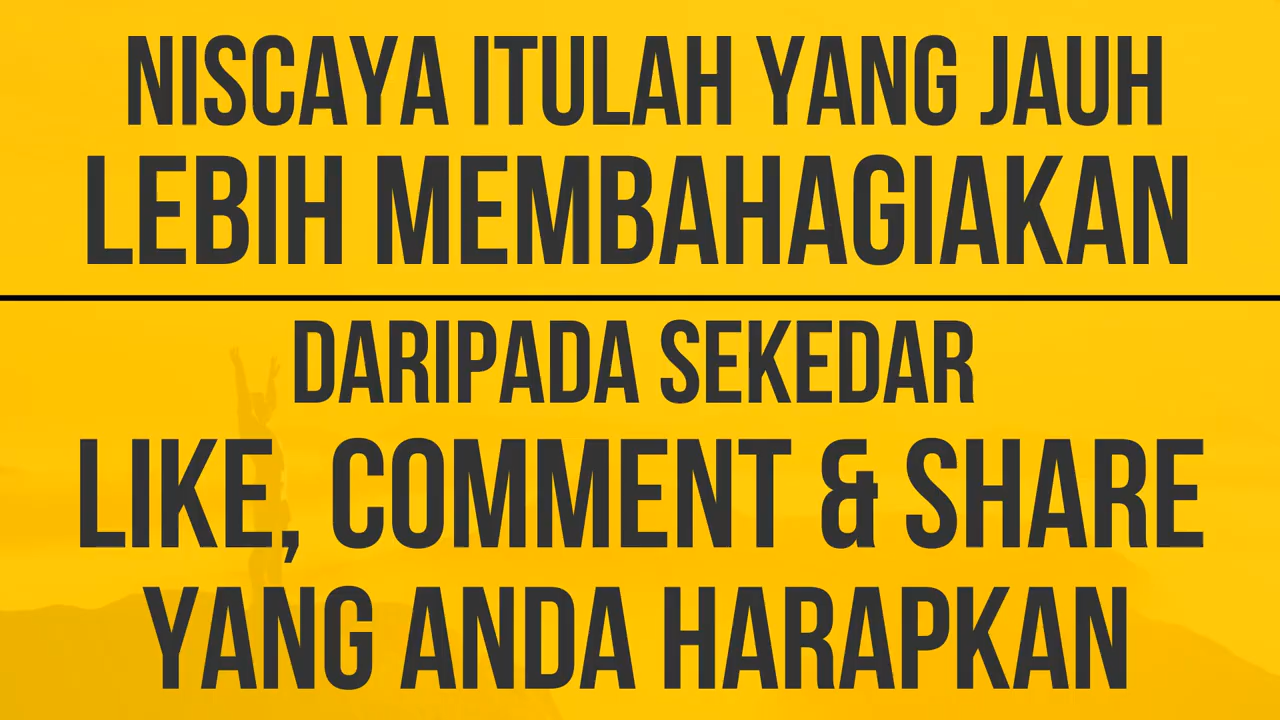 NISCAYA ITULAH YANG JAUH
LEBIH MEMBAHAGIAKAN
DARIPADA SEKEDAR
LIKE, COMMENT & SHARE
YANG ANDA HARAPKAN